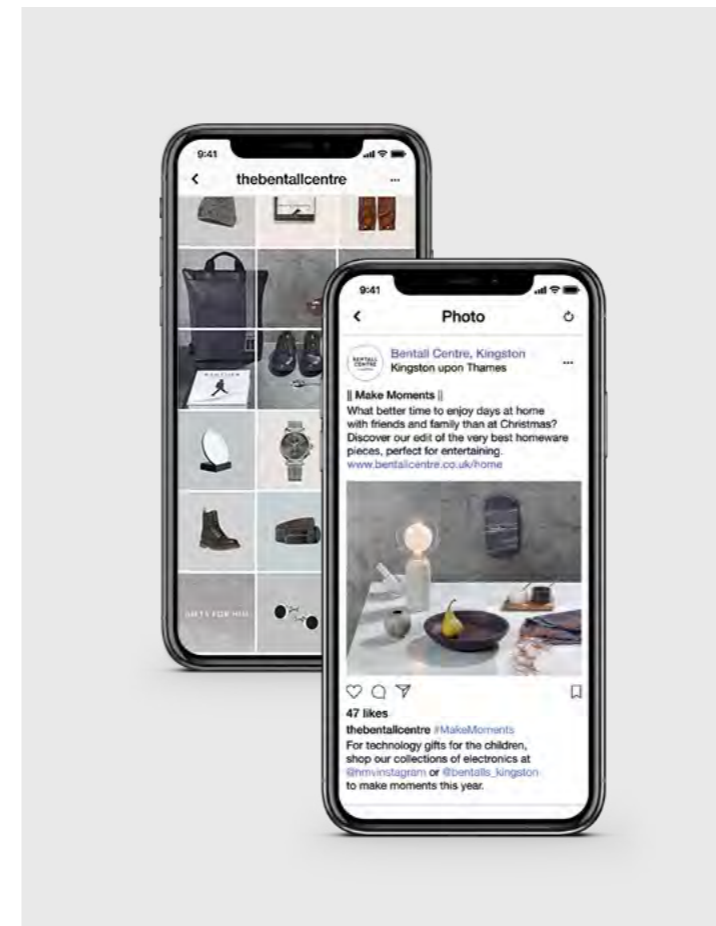 9:41
thebentallcentre
GIFTS FOR HIM
9:41
Photo
BENTALL
CENTRE
Bentall Centre, Kingston
Kingston upon Thames
|| Make Moments ||
What better time to enjoy days at home
with friends and family than at Christmas?
Discover our edit of the very best homeware
pieces, perfect for entertaining.
www.bentallcentre.co.uk/home
47 likes
thebentallcentre #MakeMoments
For technology gifts for the children,
shop our collections of electronics at
@hmvinstagram or @bentalls_kingston
to make moments this year.